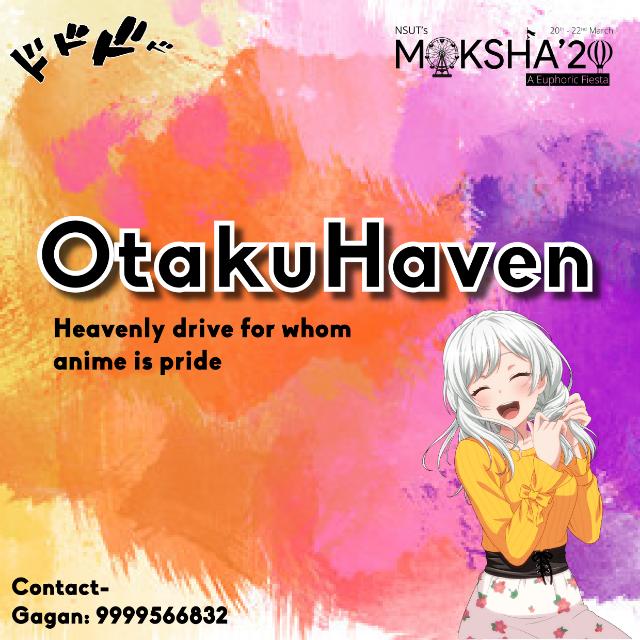 ドドドド
NSUT's
20th - 22nd March
MOKSHA'20
A Euphoric Fiesta
OtakuHaven
Heavenly drive for whom
anime is pride
Contact-
Gagan: 9999566832